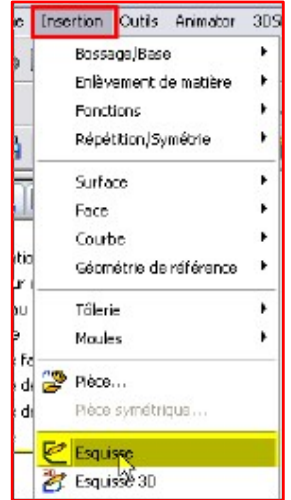 Insertion Outils Animator
Bossage/Base
Enlèvement de matière
Fonctions
Répétition/Symétrie
Surface
Face
Courbe
Géométrie de référence
Tôlerie
Moules
Pièce...
Pièce symétrique...
Esquisse
Esquisse 3D